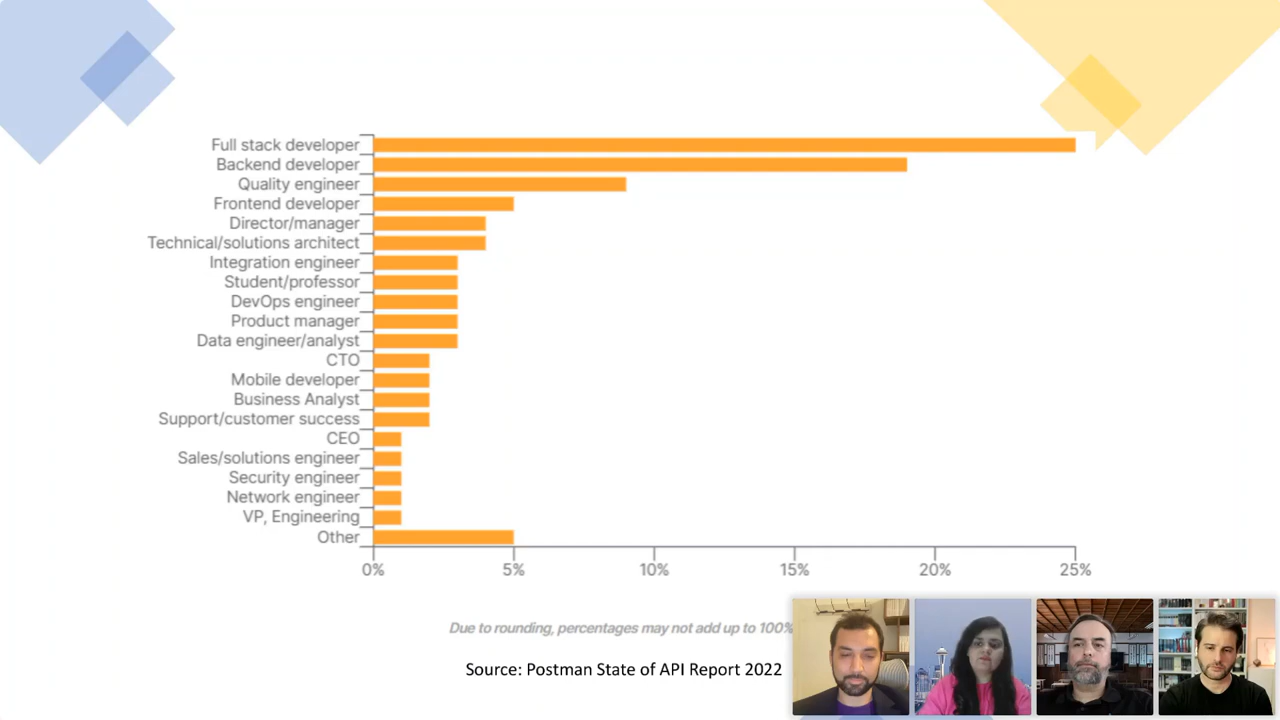 Full stack developer
Backend developer
Quality engineer
Frontend developer
Director/manager
Technical/solutions architect
Integration engineer
Student/professor
DevOps engineer
Product manager
Data engineer/analyst
CTO
Mobile developer
Business Analyst
Support/customer success
CEO
Sales/solutions engineer
Security engineer
Network engineer
VP, Engineering
Other
0% 5% 10% 15% 20% 25%
Due to rounding, percentages may not add up to 100%
Source: Postman State of API Report 2022